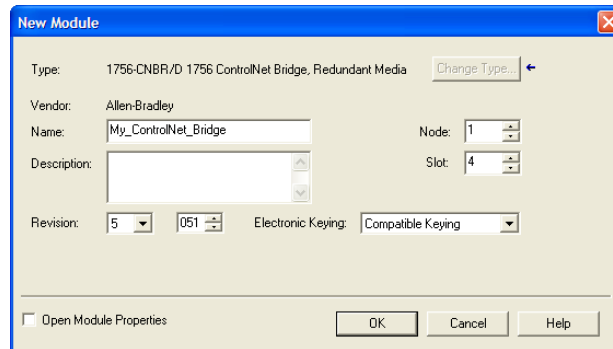 New Module
Type: 1756-CNBR/D 1756 ControlNet Bridge, Redundant Media Change Type...
Vendor: Allen-Bradley
Name: My_ControlNet_Bridge Node: 1
Description: Slot: 4
Revision: 5 051 Electronic Keying: Compatible Keying
Open Module Properties OK Cancel Help